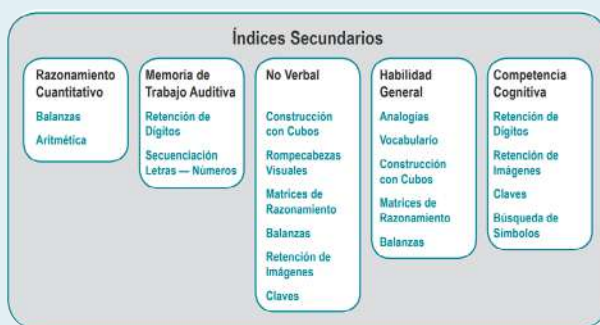 Índices Secundarios
Razonamiento
Cuantitativo
Balanzas
Aritmética
Memoria de
Trabajo Auditiva
Retención de
Dígitos
Secuenciación
Letras — Números
No Verbal
Construcción
con Cubos
Rompecabezas
Visuales
Matrices de
Razonamiento
Balanzas
Retención de
Imágenes
Claves
Habilidad
General
Analogías
Vocabulario
Construcción
con Cubos
Matrices de
Razonamiento
Balanzas
Competencia
Cognitiva
Retención de
Dígitos
Retención de
Imágenes
Claves
Búsqueda de
Símbolos